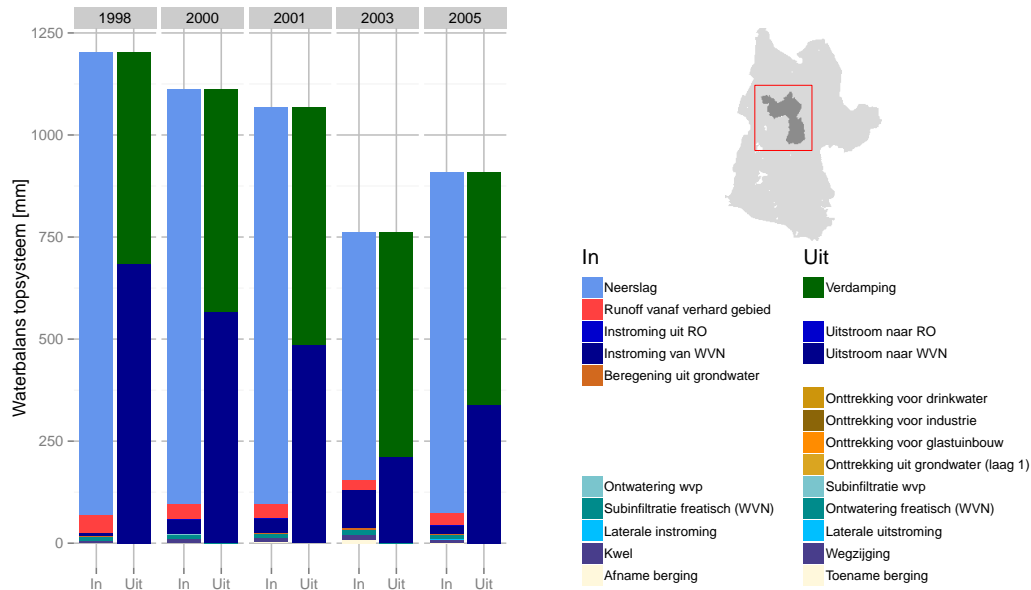 1998 2000 2001 2003 2005
Waterbalans topsysteem [mm]
1250
1000
750
500
250
0
In Uit In Uit In Uit In Uit In Uit
In
Neerslag
Runoff vanaf verhard gebied
Instroming uit RO
Instroming van WVN
Beregening uit grondwater
Ontwatering wvp
Subinfiltratie freatisch (WVN)
Laterale instroming
Kwel
Afname berging
Uit
Verdamping
Uitstroom naar RO
Uitstroom naar WVN
Onttrekking voor drinkwater
Onttrekking voor industrie
Onttrekking voor glastuinbouw
Onttrekking uit grondwater (laag 1)
Subinfiltratie wvp
Ontwatering freatisch (WVN)
Laterale uitstroming
Wegzijging
Toename berging